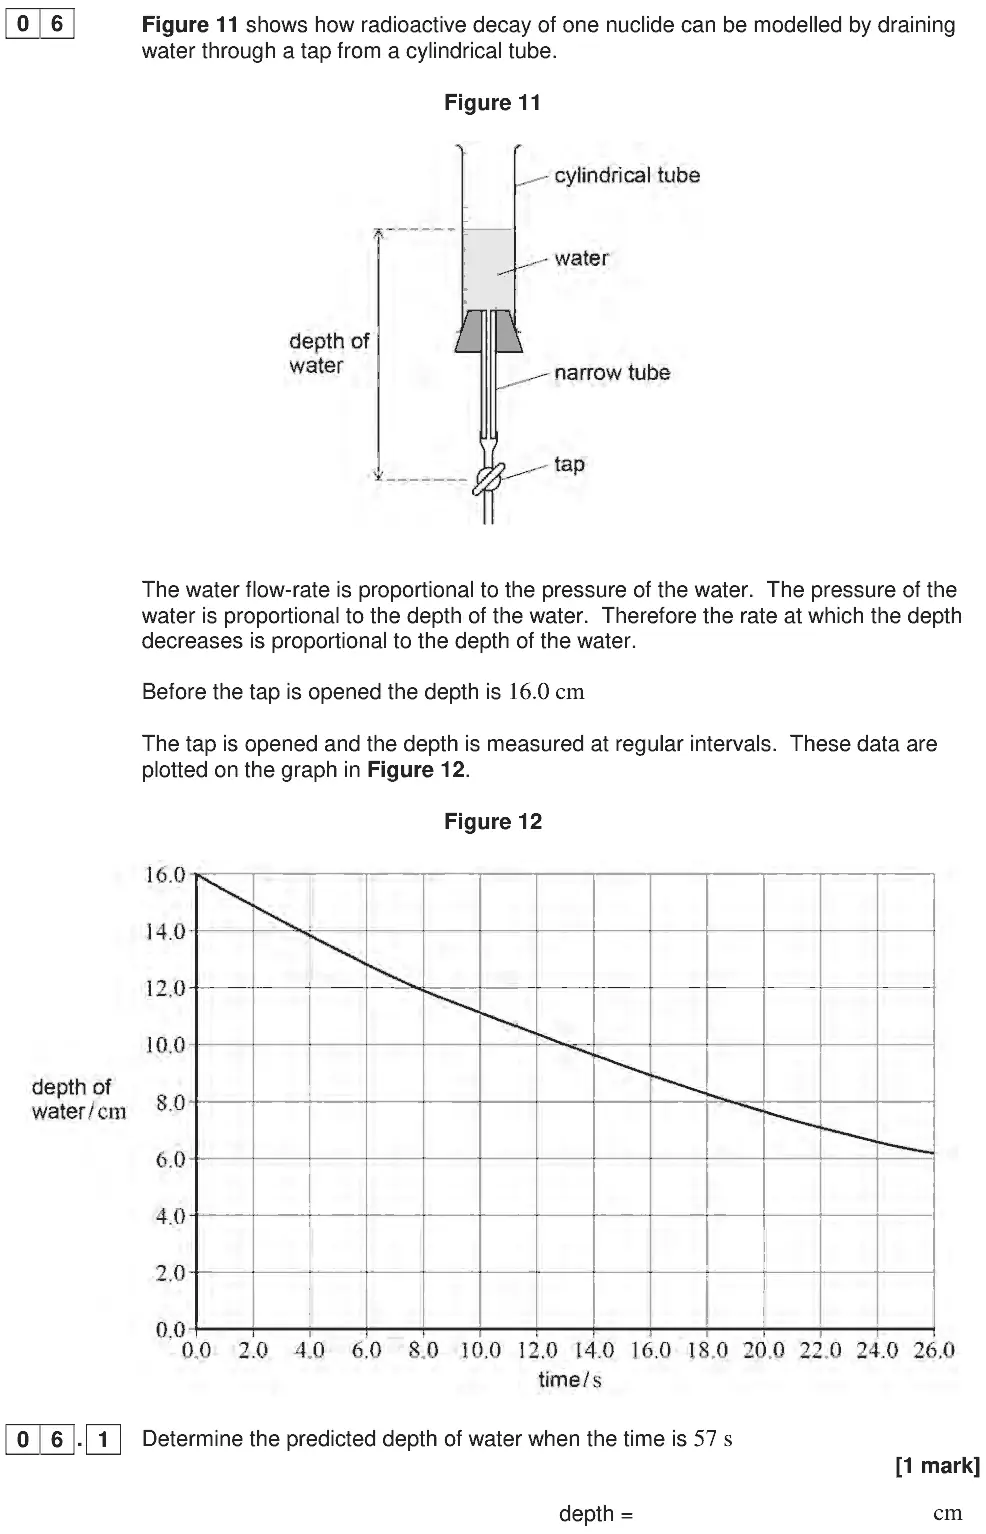 0 6 Figure 11 shows how radioactive decay of one nuclide can be modelled by draining
water through a tap from a cylindrical tube.
Figure 11
cylindrical tube
water
depth of
water
narrow tube
tap
The water flow-rate is proportional to the pressure of the water. The pressure of the
water is proportional to the depth of the water. Therefore the rate at which the depth
decreases is proportional to the depth of the water.
Before the tap is opened the depth is 16.0 cm
The tap is opened and the depth is measured at regular intervals. These data are
plotted on the graph in Figure 12.
Figure 12
16.0
14.0
12.0
10.0
depth of
water/cm
8.0
6.0
4.0
2.0
0.0
0.0 2.0 4.0 6.0 8.0 10.0 12.0 14.0 16.0 18.0 20.0 22.0 24.0 26.0
time/s
0 6 . 1 Determine the predicted depth of water when the time is 57 s
[1 mark]
depth = cm